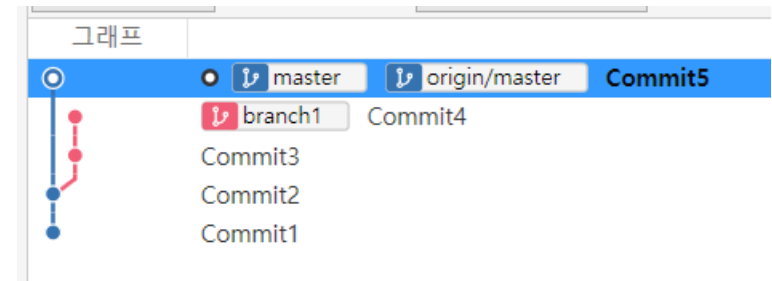 그래프
master origin/master Commit5
branch1 Commit4
Commit3
Commit2
Commit1